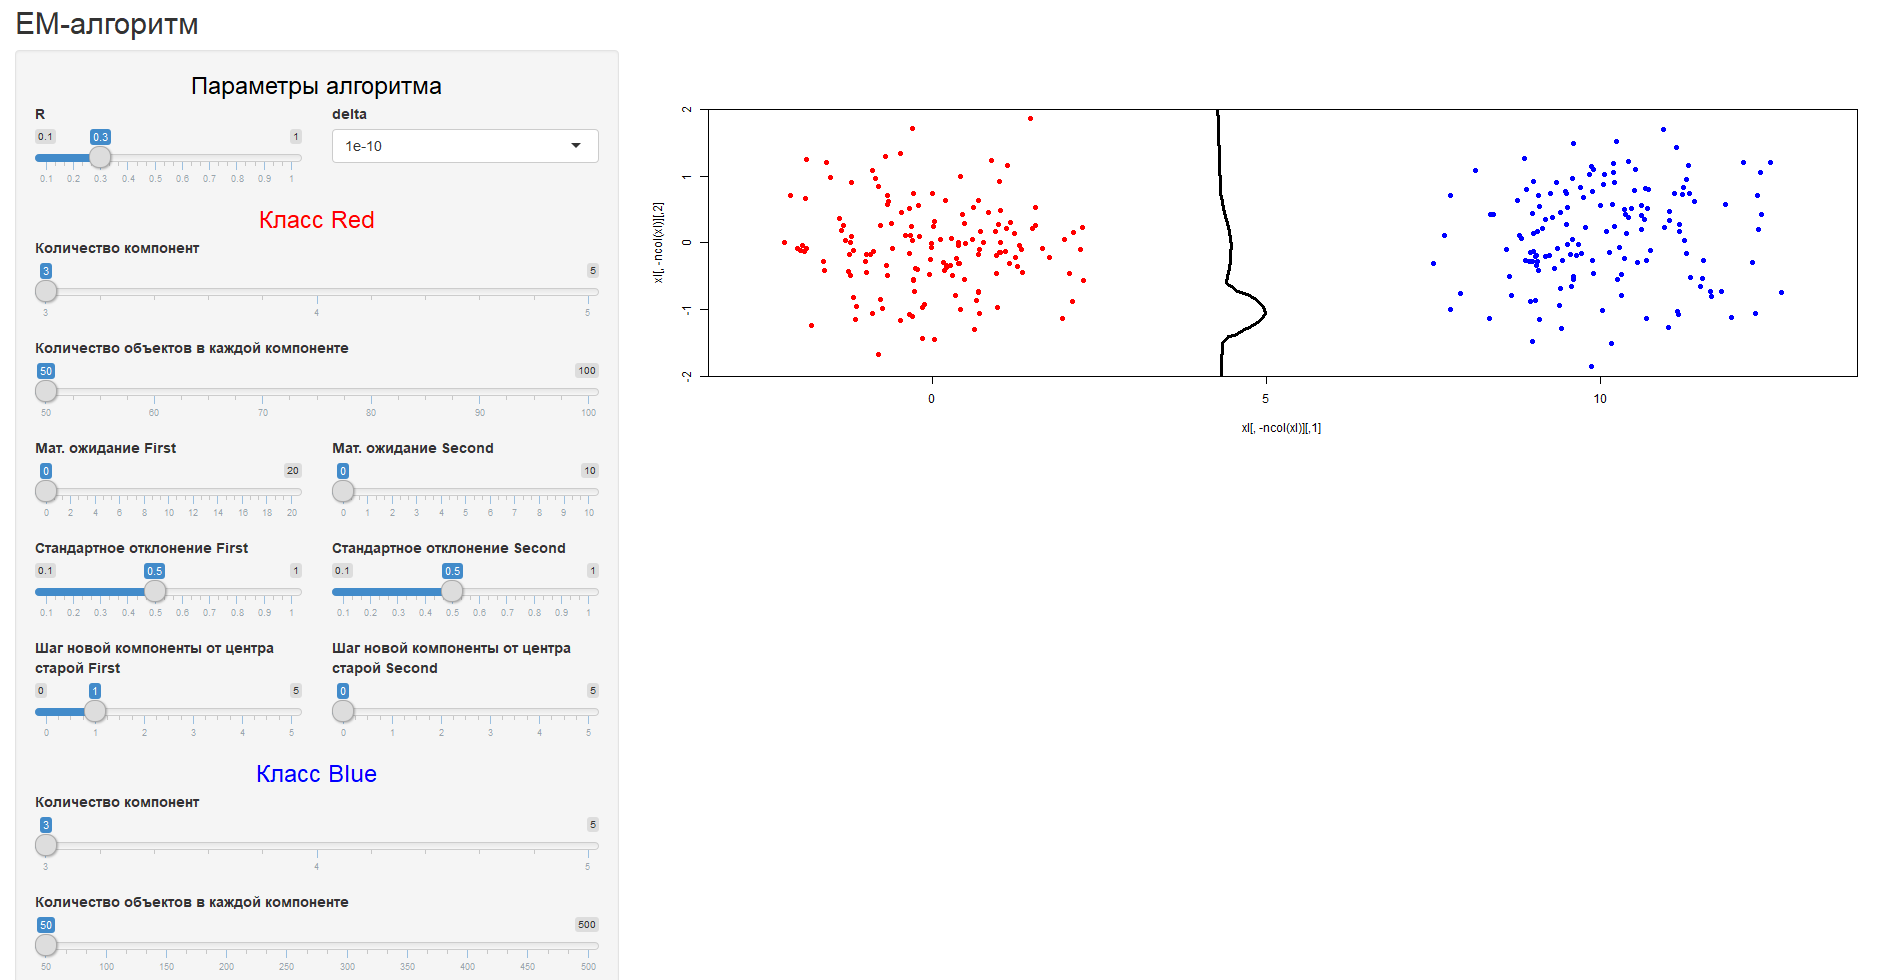 EM-алгоритм
Параметры алгоритма
R delta
0.1 0.3 1
1e-10
0.1 0.2 0.3 0.4 0.5 0.6 0.7 0.8 0.9 1
Класс Red
Количество компонент
3 5
3 4 5
Количество объектов в каждой компоненте
50 100
50 60 70 80 90 100
Мат. ожидание First Мат. ожидание Second
0 20 0 10
0 2 4 6 8 10 12 14 16 18 20 0 1 2 3 4 5 6 7 8 9 10
Стандартное отклонение First Стандартное отклонение Second
0.1 0.5 1 0.1 0.5 1
0.1 0.2 0.3 0.4 0.5 0.6 0.7 0.8 0.9 1 0.1 0.2 0.3 0.4 0.5 0.6 0.7 0.8 0.9 1
Шаг новой компоненты от центра
старой First
Шаг новой компоненты от центра
старой Second
0 1 5 0 5
0 1 2 3 4 5 0 1 2 3 4 5
Класс Blue
Количество компонент
3 5
3 4 5
Количество объектов в каждой компоненте
50 500
50 100 150 200 250 300 350 400 450 500
xl[, -ncol(xl)][,2]
2
1
0
-1
-2
0 5 10
xl[, -ncol(xl)][,1]